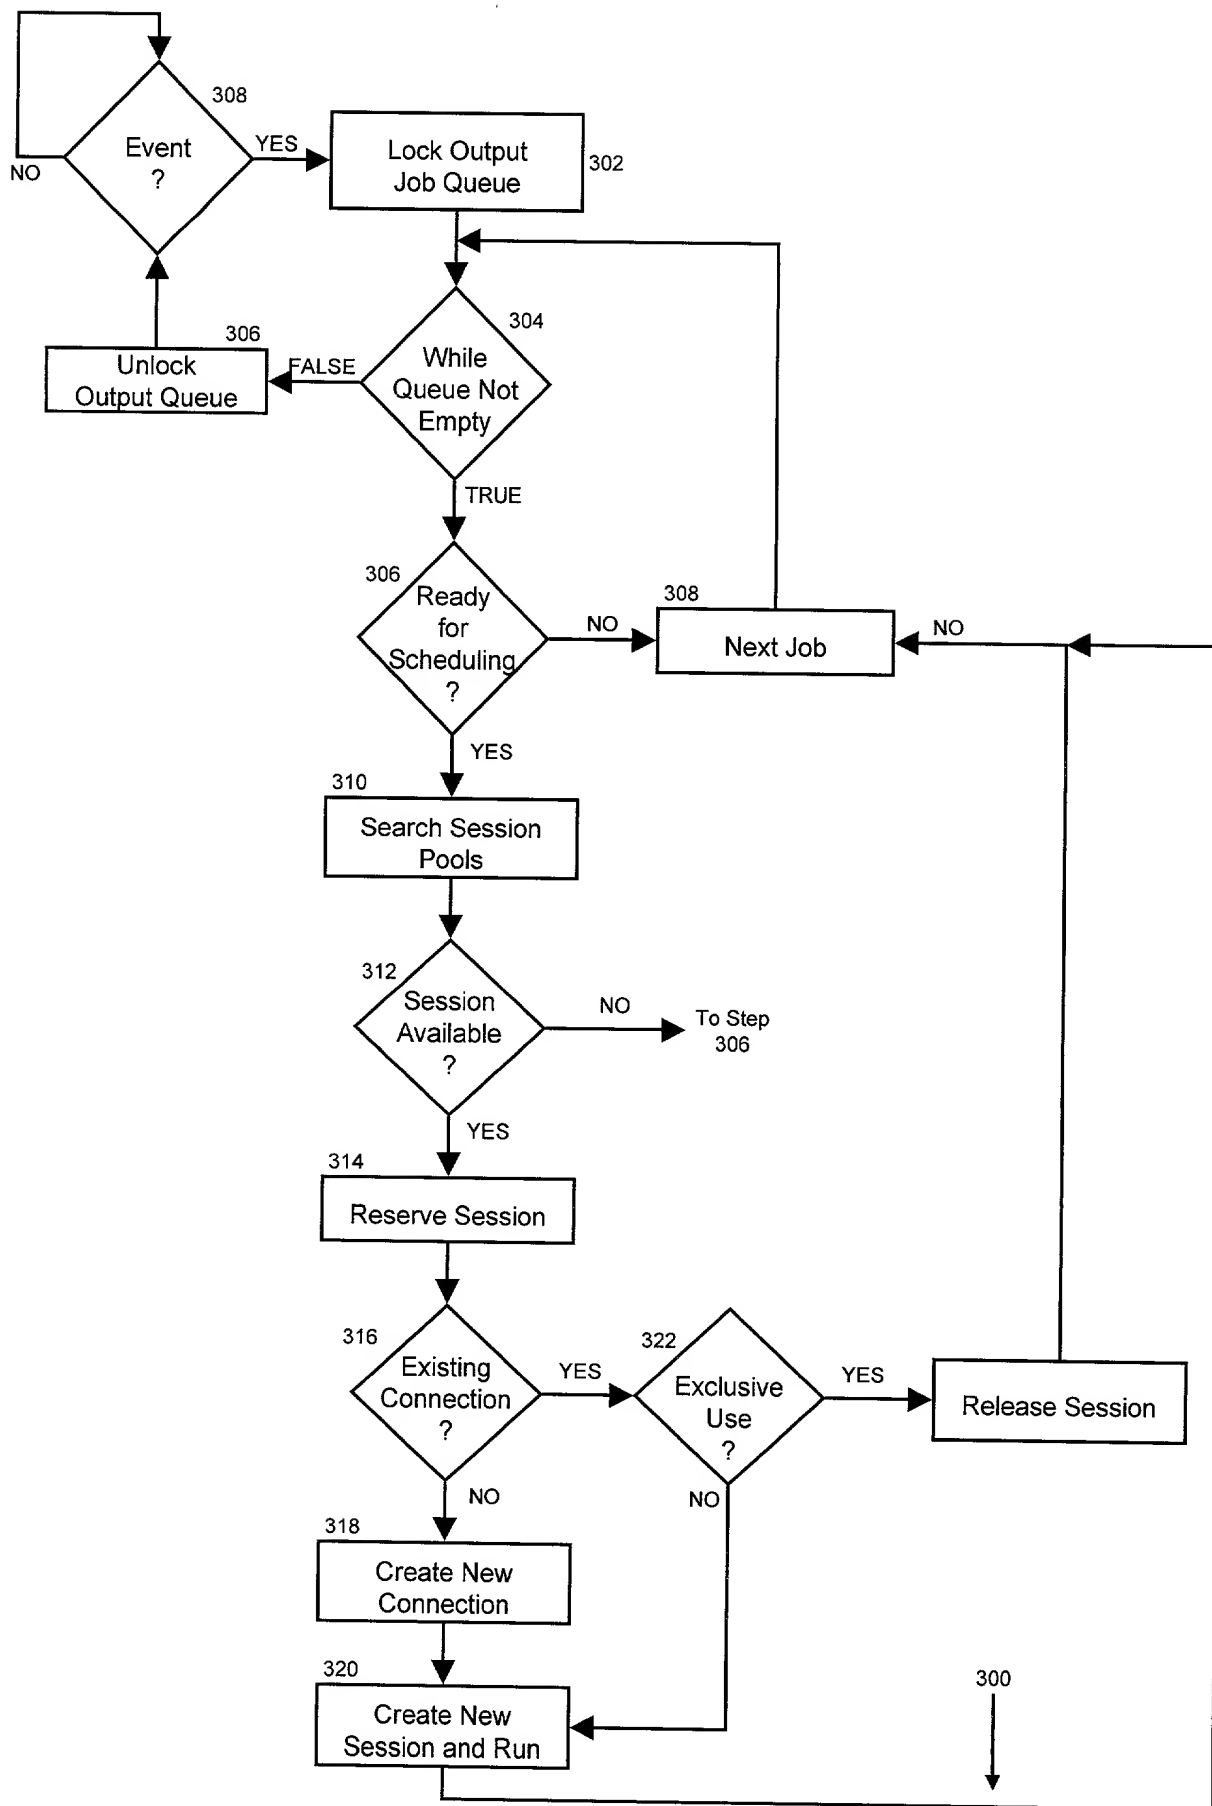 308
Event
?
YES
NO
Lock Output
Job Queue
302
304
While
Queue Not
Empty
FALSE
306
Unlock
Output Queue
TRUE
306
Ready
for
Scheduling
?
NO
308
Next Job
NO
YES
310
Search Session
Pools
312
Session
Available
?
NO
To Step
306
YES
314
Reserve Session
316
Existing
Connection
?
YES
322
Exclusive
Use
?
YES
Release Session
NO
NO
318
Create New
Connection
320
Create New
Session and Run
300